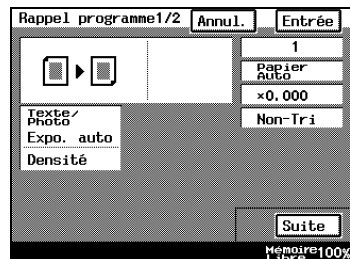 Rappel programme1/2 Annul. Entrée
1
Papier
Auto
×0.000
Texte/
Photo
Non-Tri
Expo. auto
Densité
Suite
Mémoire
Libre 100%